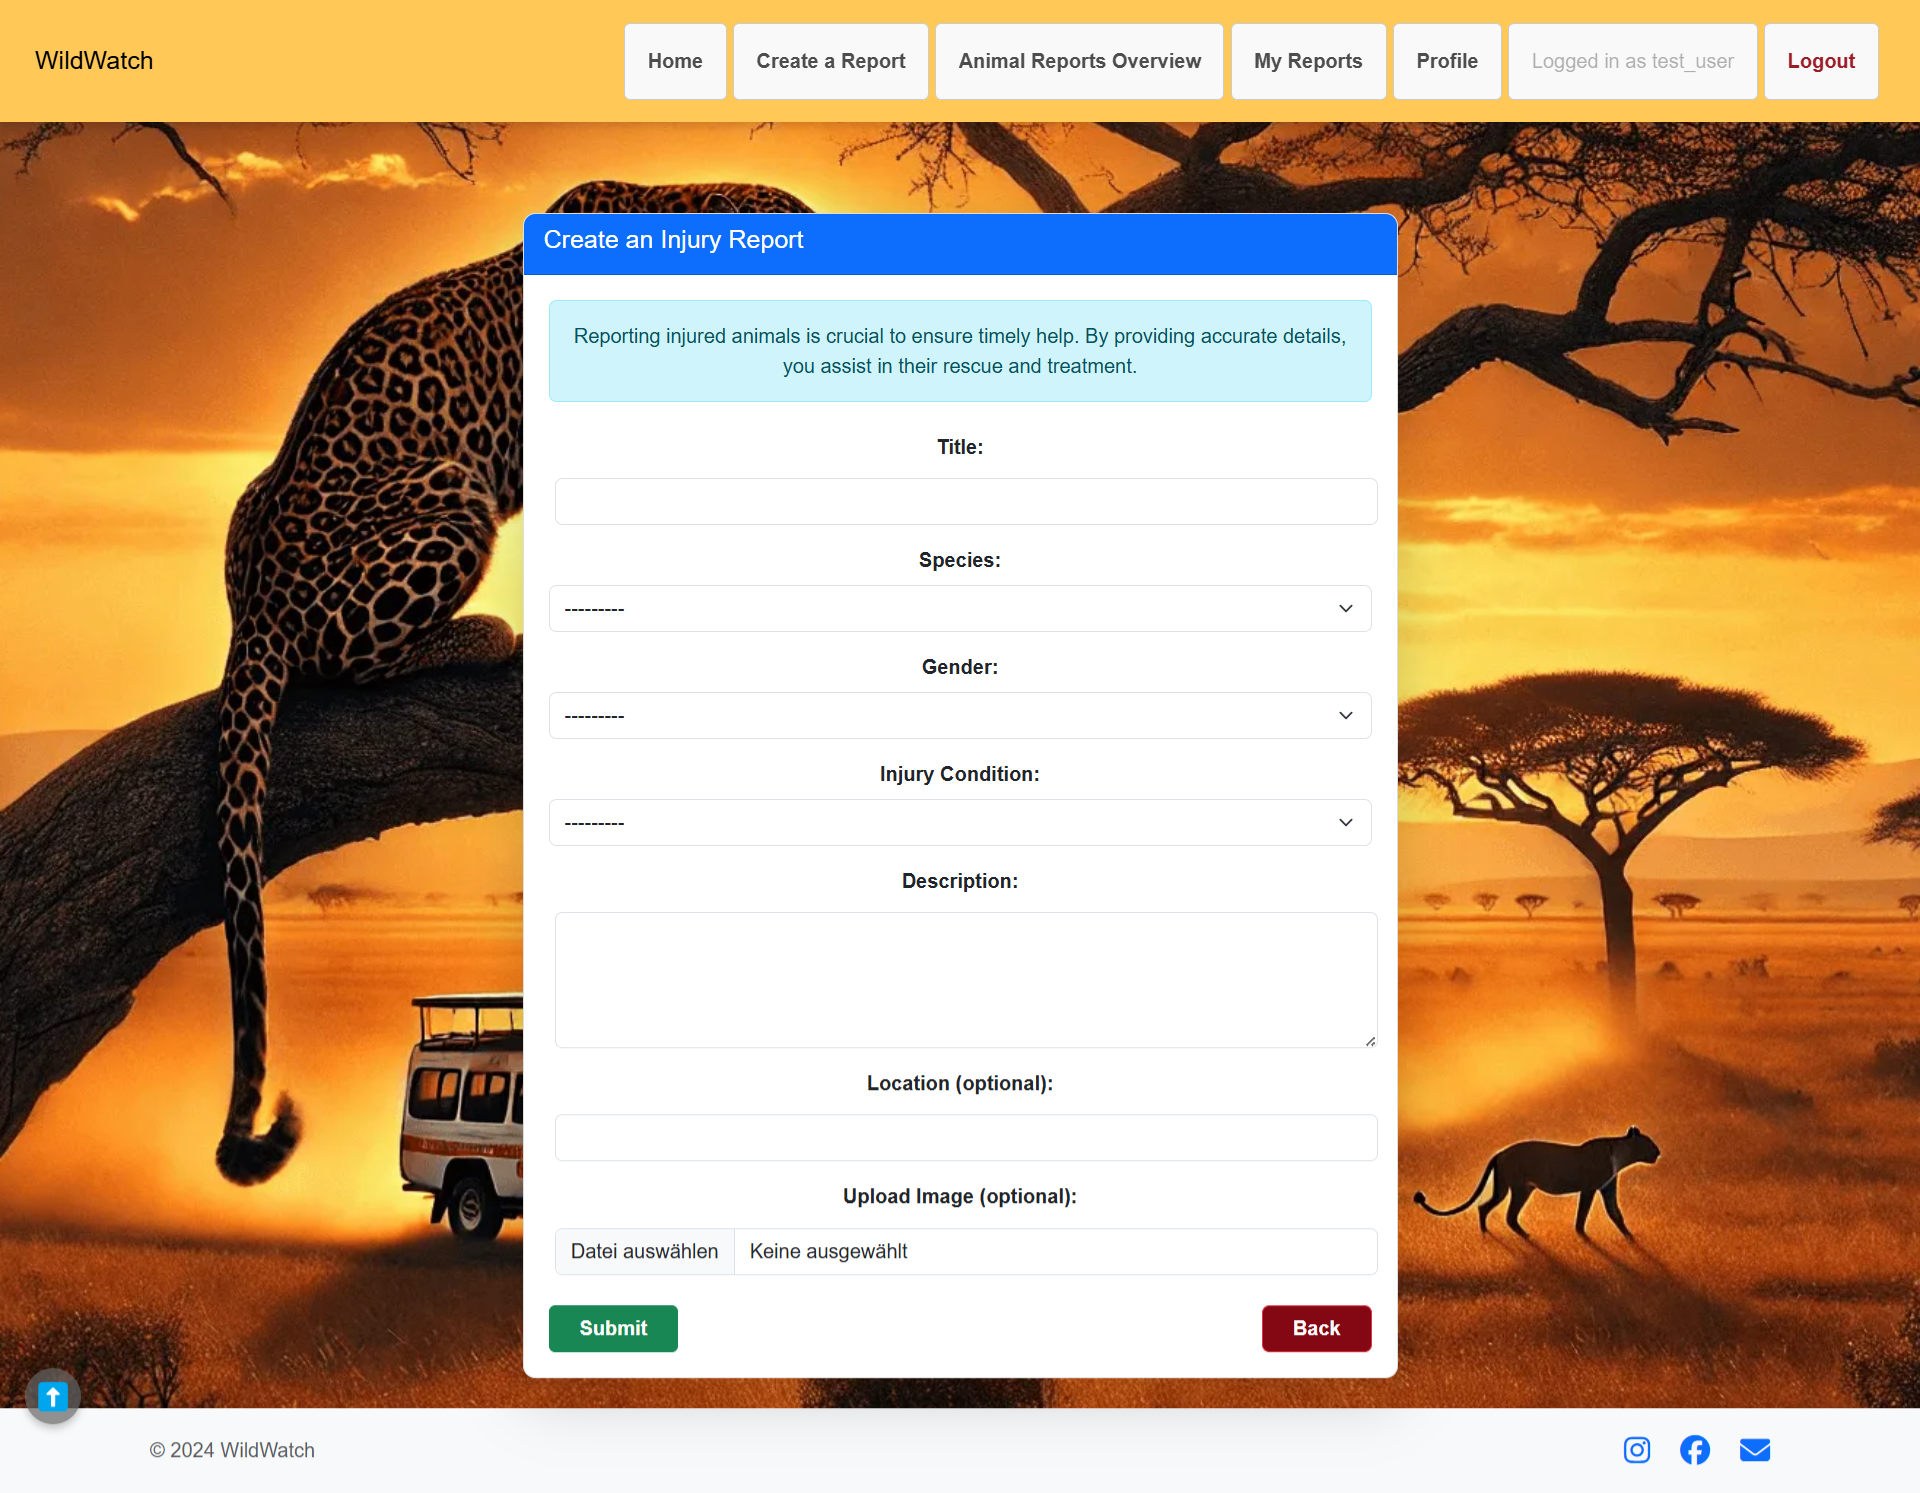 WildWatch
Home
Create a Report
Animal Reports Overview
My Reports
Profile
Logged in as test_user
Logout
Create an Injury Report
Reporting injured animals is crucial to ensure timely help. By providing accurate details,
you assist in their rescue and treatment.
Title:
Species:
---------
Gender:
---------
Injury Condition:
---------
Description:
Location (optional):
Upload Image (optional):
Datei auswählen Keine ausgewählt
Submit
Back
© 2024 WildWatch